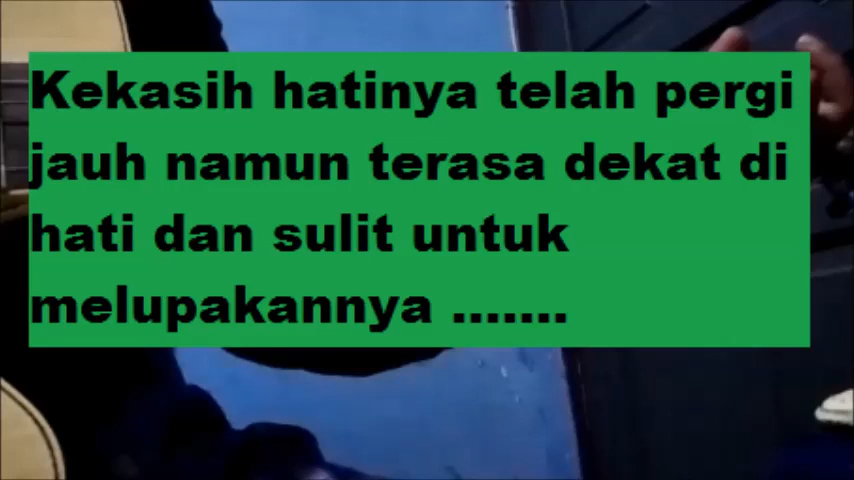 Kekasih hatinya telah pergi
jauh namun terasa dekat di
hati dan sulit untuk
melupakannya .......